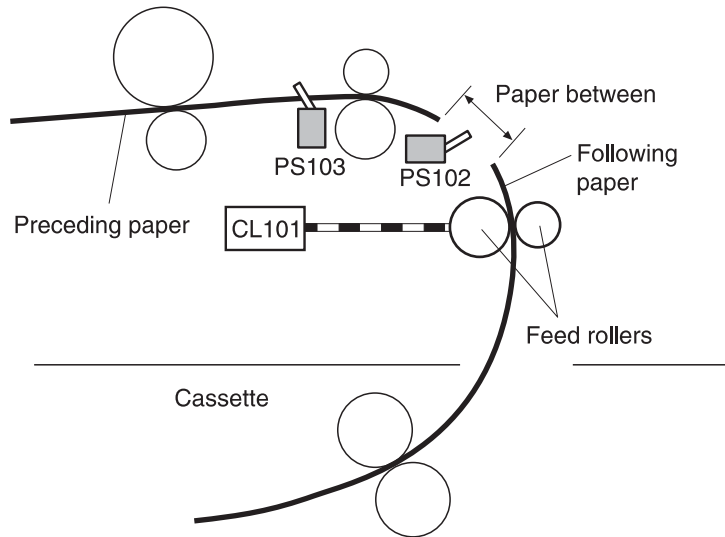 Paper between
PS103
PS102
Following
paper
Preceding paper
CL101
Feed rollers
Cassette